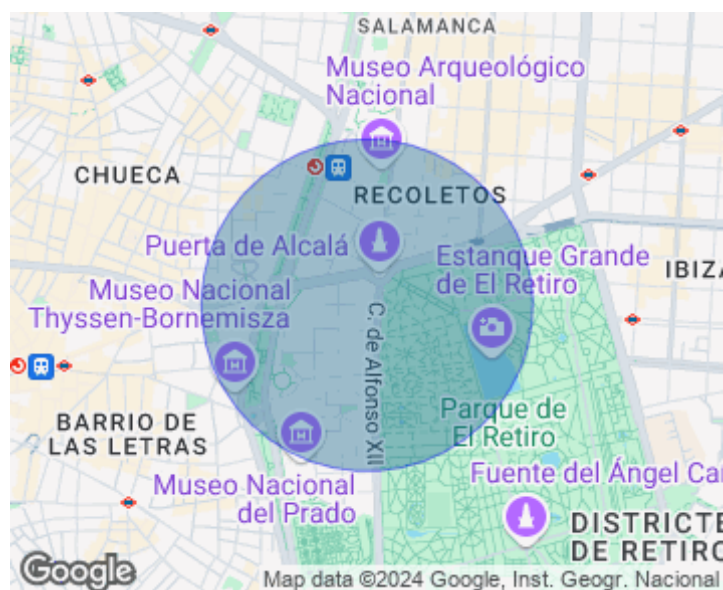 SALAMANCA
Museo Arqueológico
Nacional
CHUECA
RECOLETOS
Puerta de Alcalá
Estanque Grande
de El Retiro
IBIZA
Museo Nacional
Thyssen-Bornemisza
C. de Alfonso XII
BARRIO DE
LAS LETRAS
Parque de
El Retiro
Museo Nacional
del Prado
Fuente del Ángel Caí
DISTRICTE
DE RETIRO
Google
Map data ©2024 Google, Inst. Geogr. Nacional